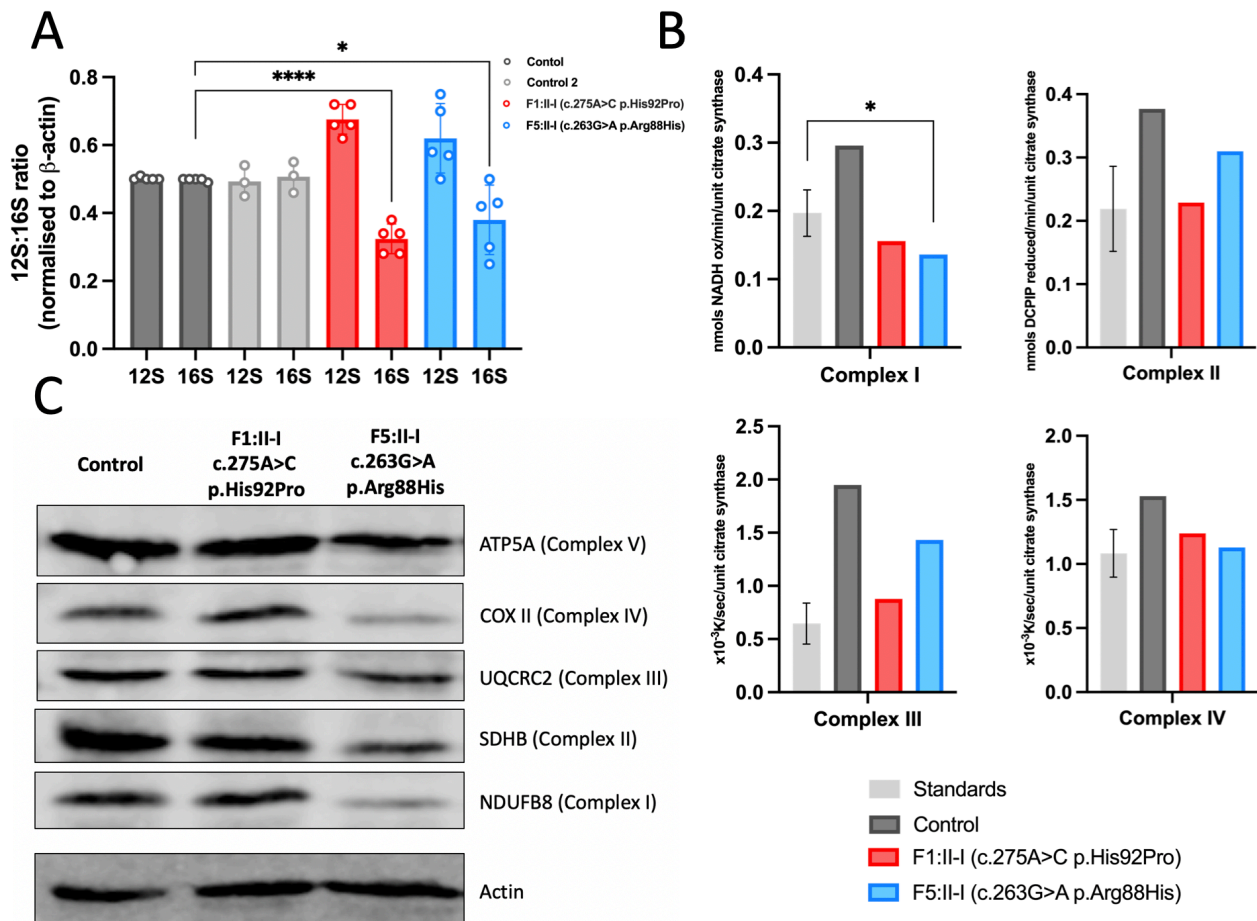 A
*
****
Contol
Control 2
F1:II-I (c.275A>C p.His92Pro)
F5:II-I (c.263G>A p.Arg88His)
12S:16S ratio
(normalised to β-actin)
0.8
0.6
0.4
0.2
0.0
12S 16S 12S 16S 12S 16S 12S 16S
B
nmols NADH ox/min/unit citrate synthase
0.4
0.3
0.2
0.1
0.0
*
Complex I
nmols DCPIP reduced/min/unit citrate synthase
0.4
0.3
0.2
0.1
0.0
Complex II
x10⁻³K/sec/unit citrate synthase
2.5
2.0
1.5
1.0
0.5
0.0
Complex III
x10⁻³K/sec/unit citrate synthase
2.5
2.0
1.5
1.0
0.5
0.0
Complex IV
Standards
Control
F1:II-I (c.275A>C p.His92Pro)
F5:II-I (c.263G>A p.Arg88His)
C
Control
F1:II-I
c.275A>C
p.His92Pro
F5:II-I
c.263G>A
p.Arg88His
ATP5A (Complex V)
COX II (Complex IV)
UQCRC2 (Complex III)
SDHB (Complex II)
NDUFB8 (Complex I)
Actin